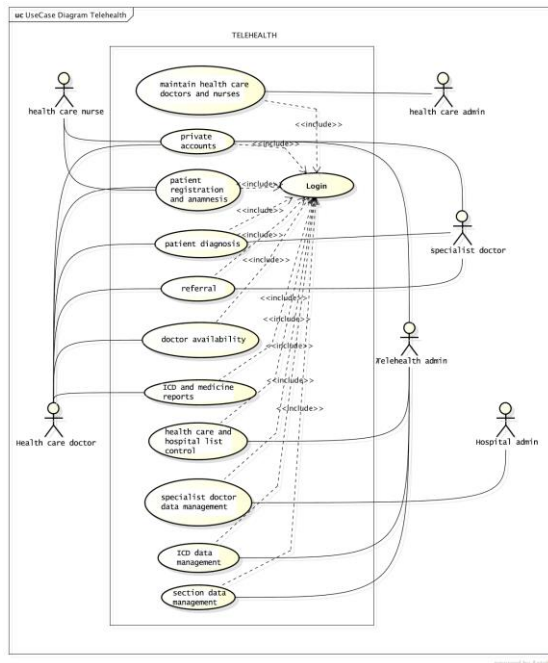 uc UseCase Diagram Telehealth
TELEHEALTH
maintain health care
doctors and nurses
health care nurse
health care admin
<<include>>
private
accounts
<<include>>
patient
registration
and anamnesis
<<include>>
Login
<<include>>
patient diagnosis
<<include>>
specialist doctor
<<include>>
referral
<<include>>
<<include>>
doctor availability
<<include>>
Telehealth admin
ICD and medicine
reports
<<include>>
Health care doctor
health care and
hospital list
control
Hospital admin
specialist doctor
data management
ICD data
management
section data
management